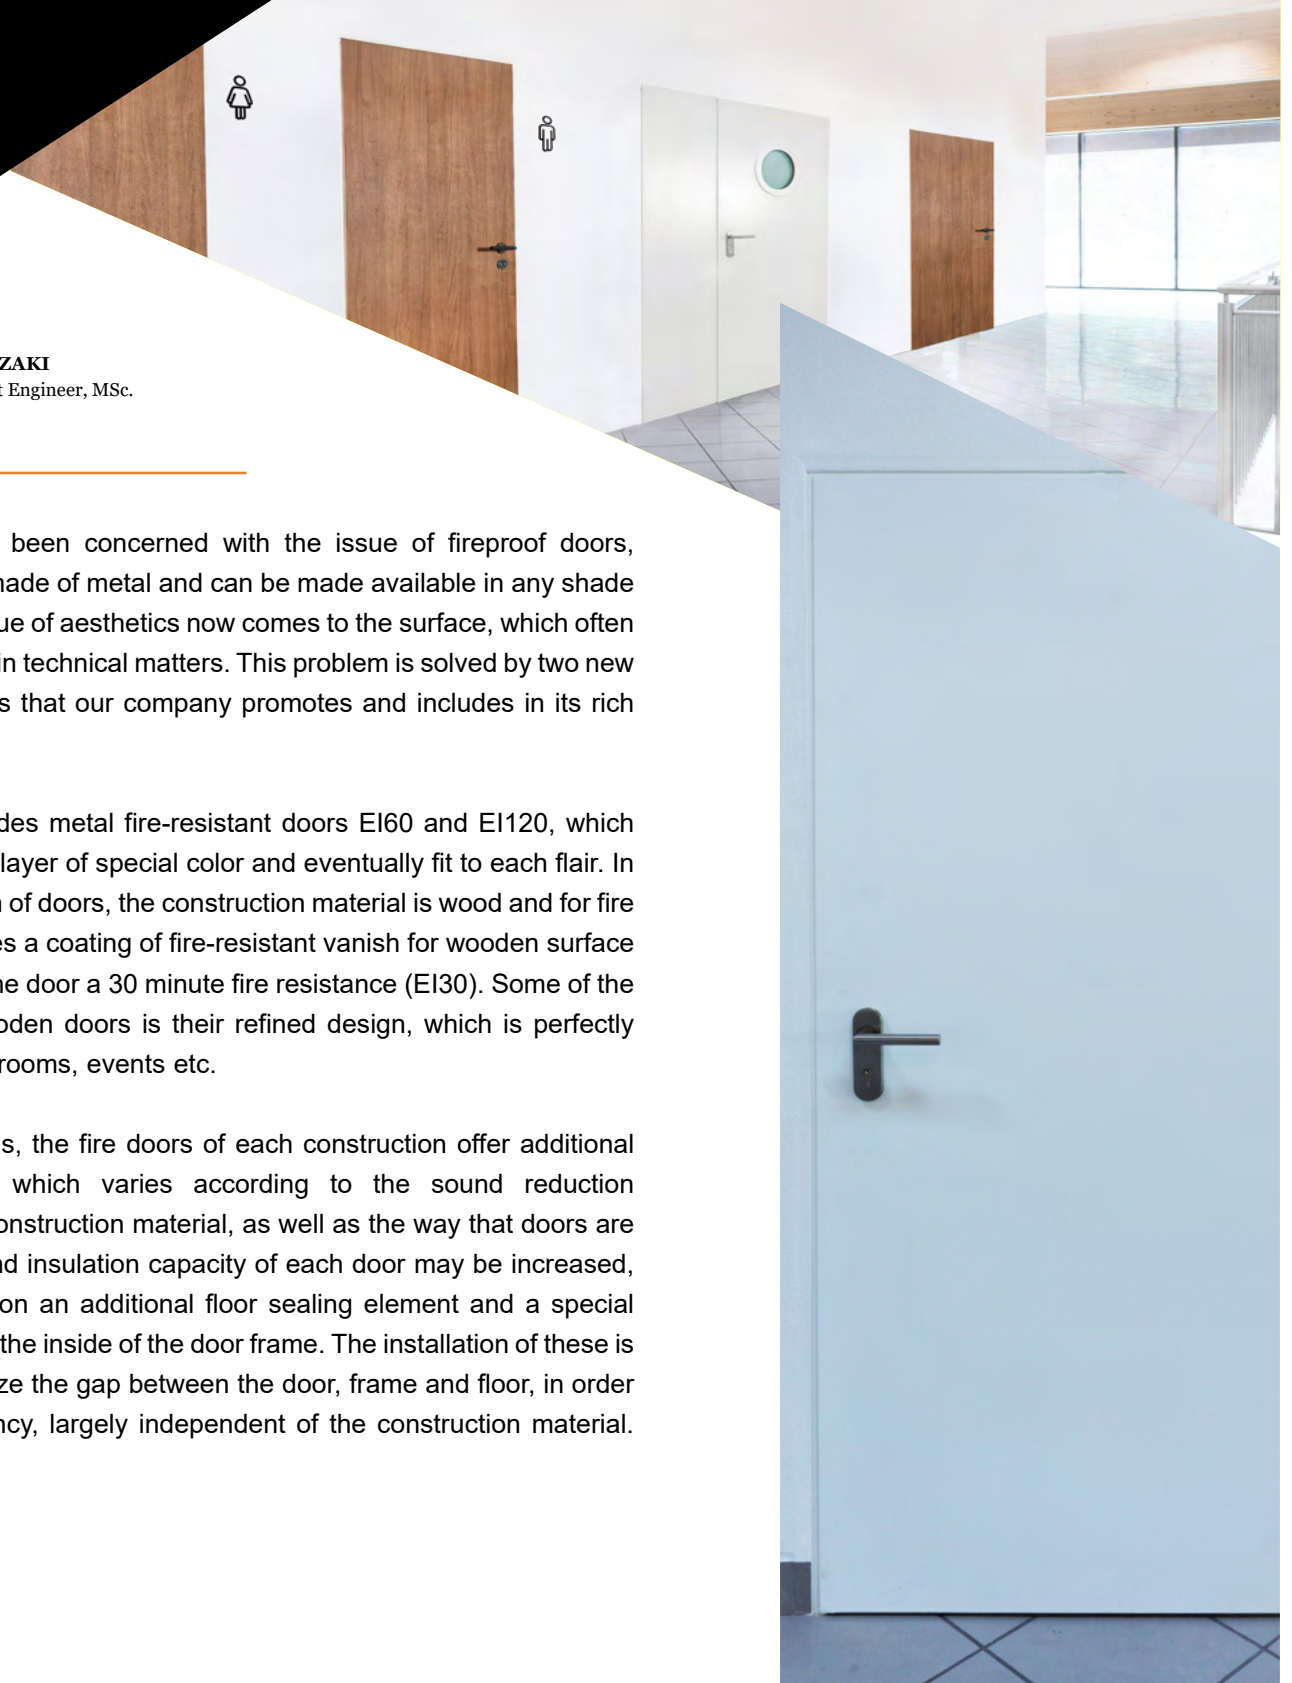 ZAKI
t Engineer, MSc.
been concerned with the issue of fireproof doors,
made of metal and can be made available in any shade
ue of aesthetics now comes to the surface, which often
in technical matters. This problem is solved by two new
s that our company promotes and includes in its rich
des metal fire-resistant doors EI60 and EI120, which
layer of special color and eventually fit to each flair. In
of doors, the construction material is wood and for fire
es a coating of fire-resistant vanish for wooden surface
he door a 30 minute fire resistance (EI30). Some of the
oden doors is their refined design, which is perfectly
rooms, events etc.
s, the fire doors of each construction offer additional
which varies according to the sound reduction
onstruction material, as well as the way that doors are
nd insulation capacity of each door may be increased,
on an additional floor sealing element and a special
the inside of the door frame. The installation of these is
ze the gap between the door, frame and floor, in order
ncy, largely independent of the construction material.